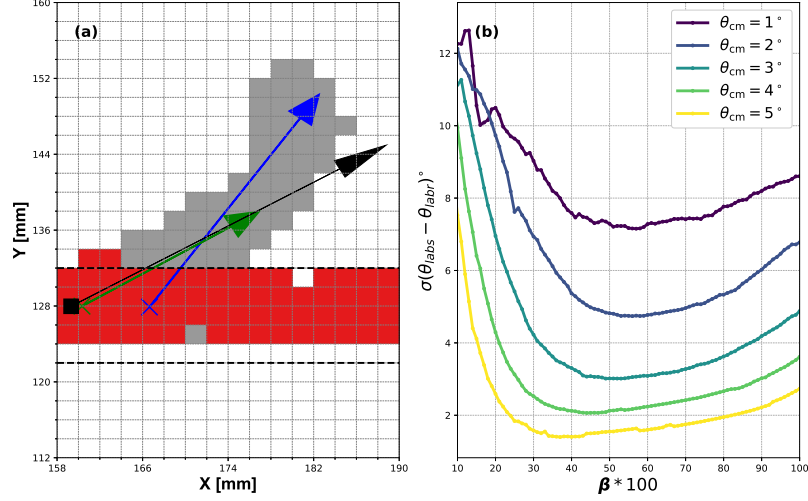 (a)
160
152
144
136
128
120
112
Y [mm]
158
166
174
182
190
X [mm]
(b)
θcm = 1°
θcm = 2°
θcm = 3°
θcm = 4°
θcm = 5°
12
10
8
6
4
2
σ(θlabs − θlabr)°
10
20
30
40
50
60
70
80
90
100
β * 100